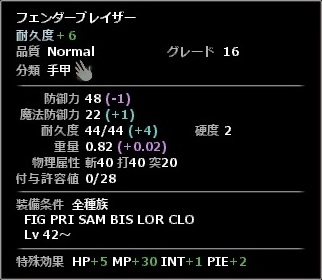 フェンダーブレイザー
耐久度+6
品質 Normal グレード 16
分類 手甲
防御力 48 (-1)
魔法防御力 22 (+1)
耐久度 44/44 (+4) 硬度 2
重量 0.82 (+0.02)
物理属性 斬40 打40 突20
付与許容値 0/28
装備条件 全種族
FIG PRI SAM BIS LOR CLO
Lv 42～
特殊効果 HP+5 MP+30 INT+1 PIE+2